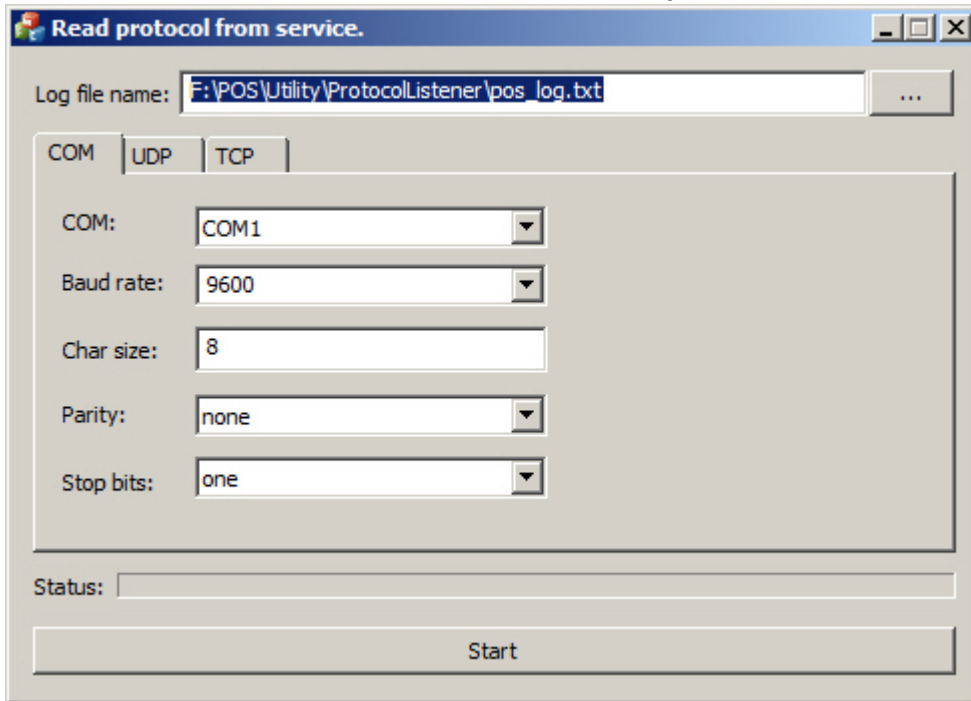 Read protocol from service.
Log file name: F:\POS\Utility\ProtocolListener\pos_log.txt ...
COM UDP TCP
COM: COM1
Baud rate: 9600
Char size: 8
Parity: none
Stop bits: one
Status:
Start